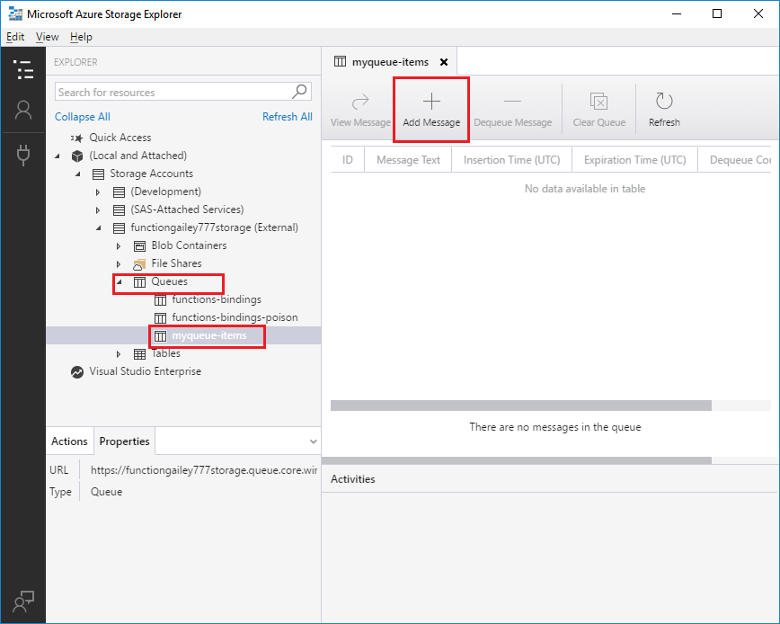 Microsoft Azure Storage Explorer
Edit View Help
EXPLORER
Search for resources
Collapse All Refresh All
Quick Access
(Local and Attached)
Storage Accounts
(Development)
(SAS-Attached Services)
functiongailey777storage (External)
Blob Containers
File Shares
Queues
functions-bindings
functions-bindings-poison
myqueue-items
Tables
Visual Studio Enterprise
Actions Properties
URL https://functiongailey777storage.queue.core.wir
Type Queue
myqueue-items
View Message Add Message Dequeue Message Clear Queue Refresh
ID Message Text Insertion Time (UTC) Expiration Time (UTC) Dequeue Cou
No data available in table
There are no messages in the queue
Activities